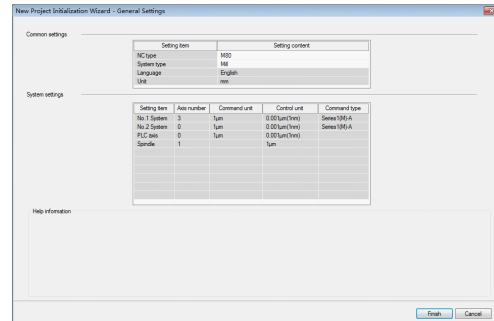 New Project Initialization Wizard - General Settings
Common settings
Setting item Setting content
NC type M80
System type Mill
Language English
Unit mm
System settings
Setting item Axis number Command unit Control unit Command type
No.1 System 3 1μm 0.001μm(1nm) Series1(M)-A
No.2 System 0 1μm 0.001μm(1nm) Series1(M)-A
PLC axis 0 1μm 0.001μm(1nm)
Spindle 1 1μm
Help information
Finish Cancel